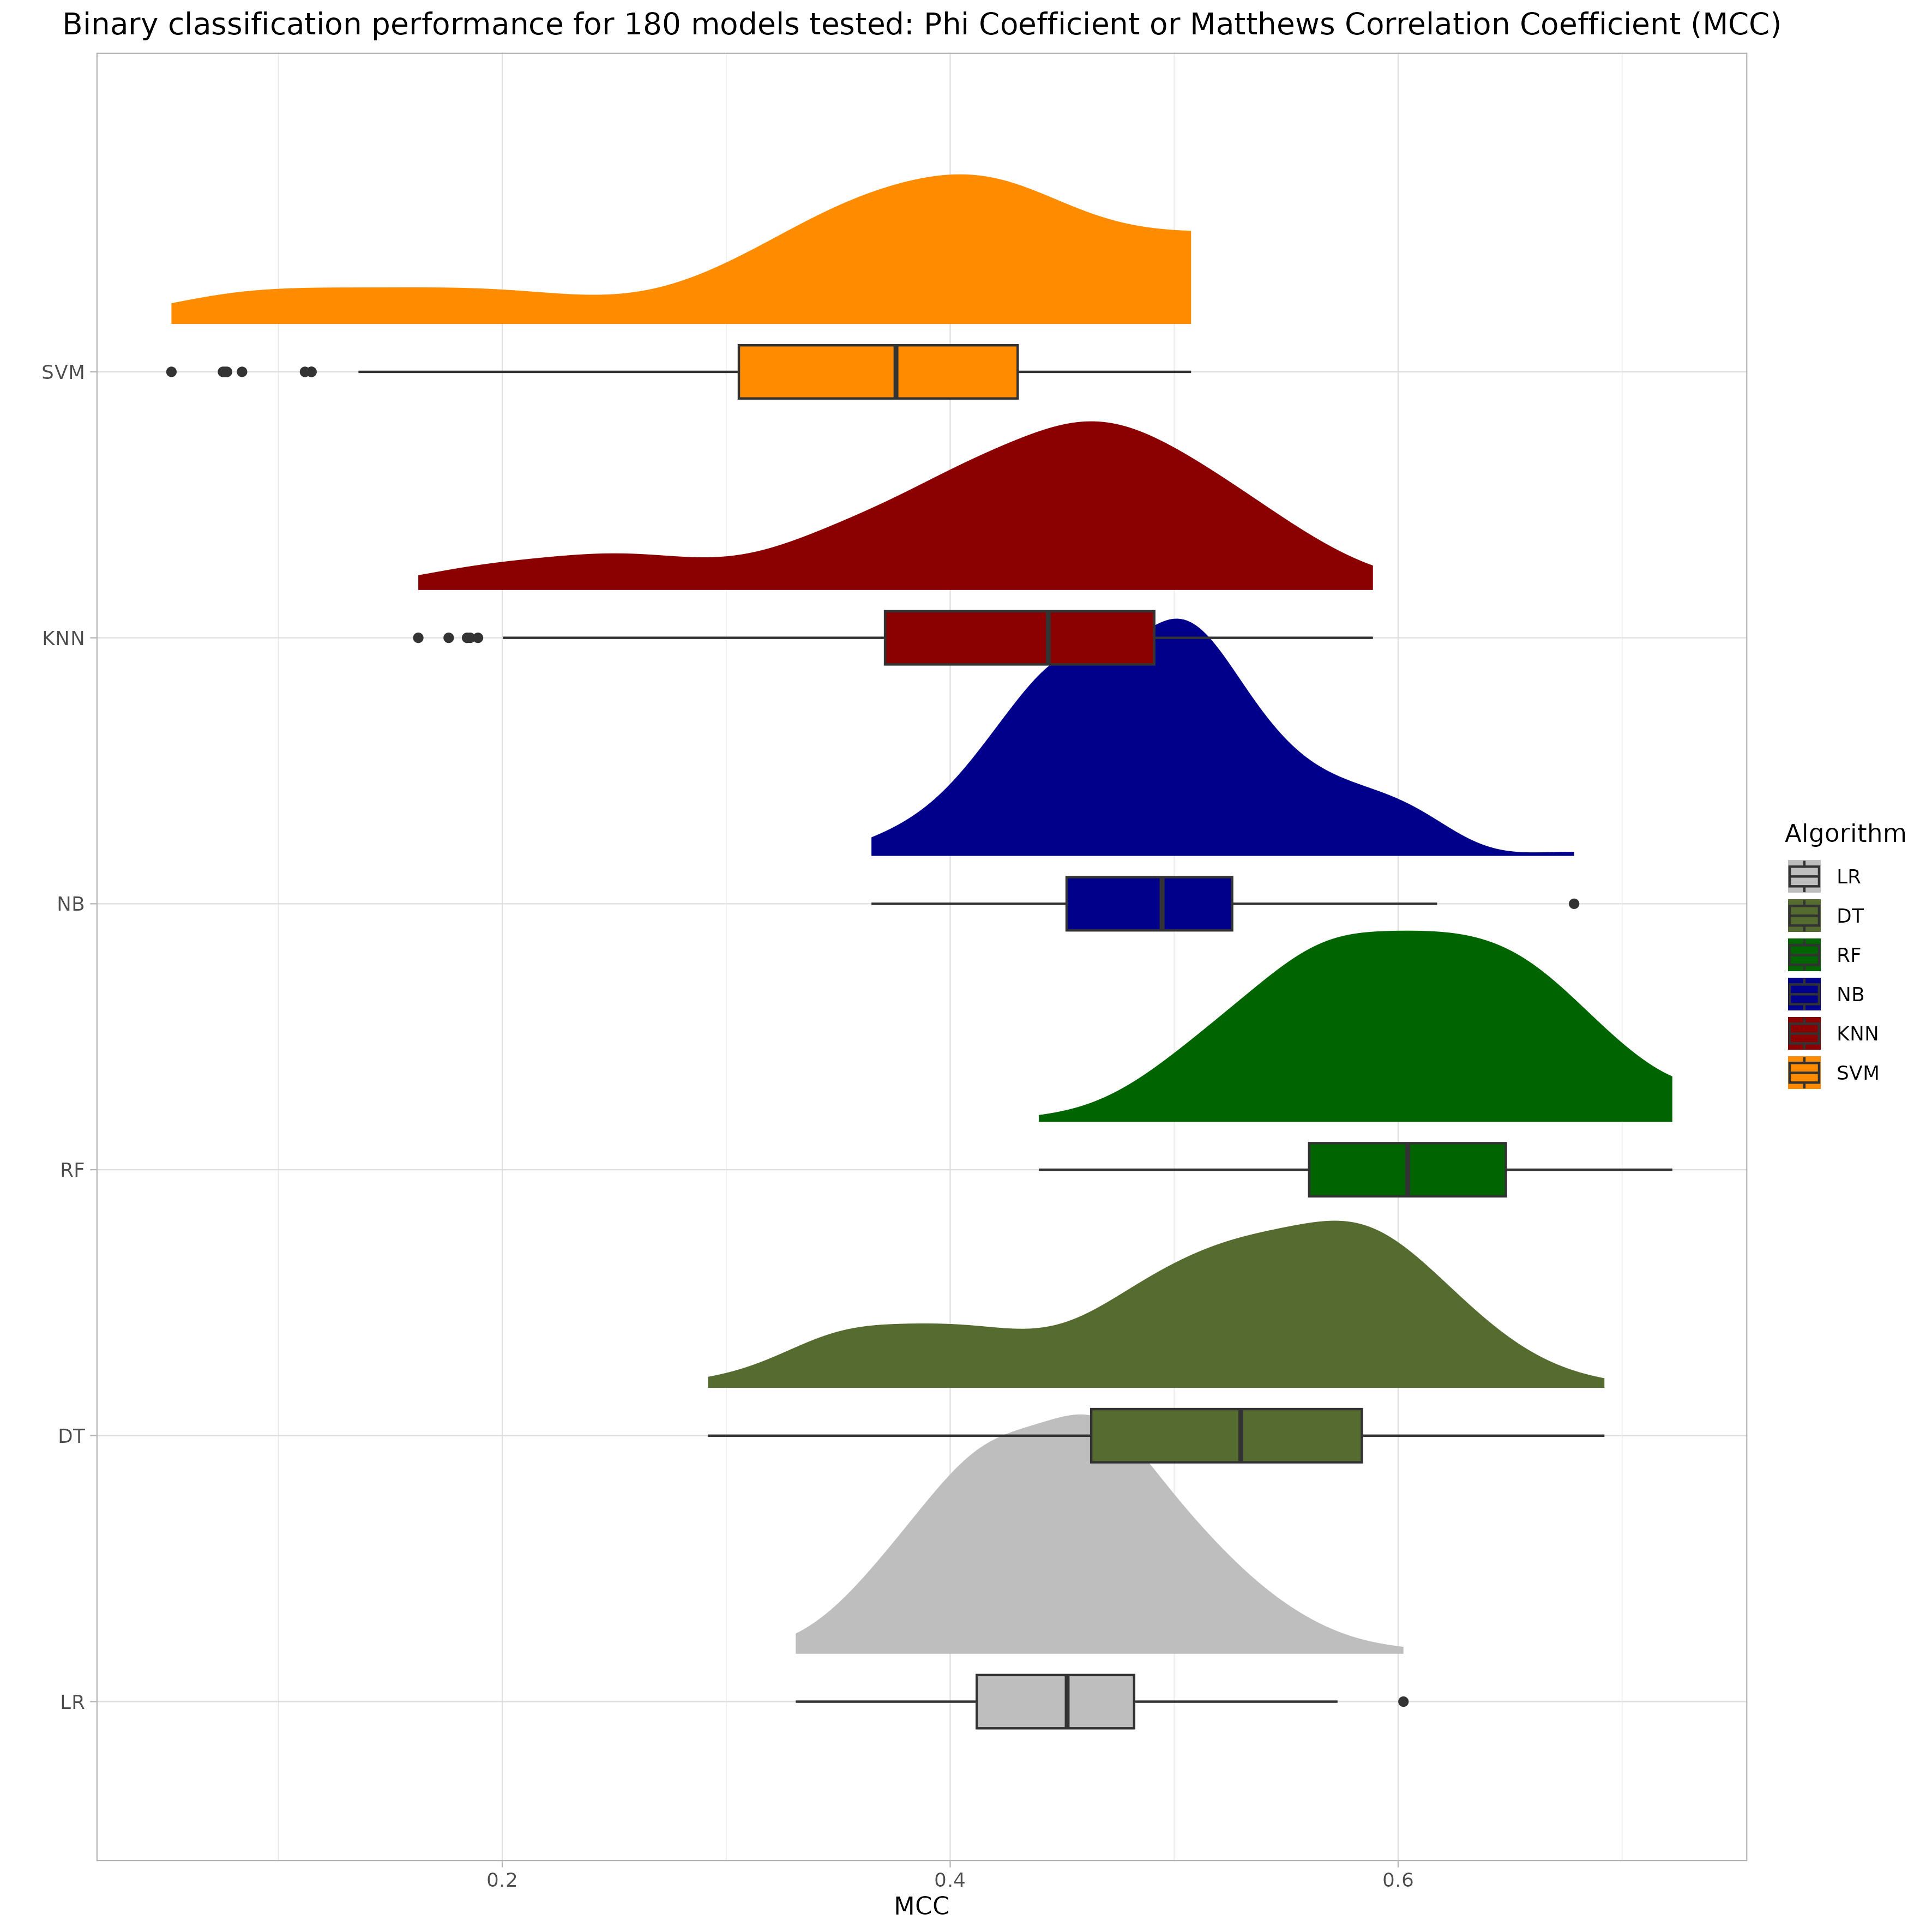 Binary classification performance for 180 models tested: Phi Coefficient or Matthews Correlation Coefficient (MCC)
SVM
KNN
NB
RF
DT
LR
0.2
0.4
0.6
MCC
Algorithm
LR
DT
RF
NB
KNN
SVM